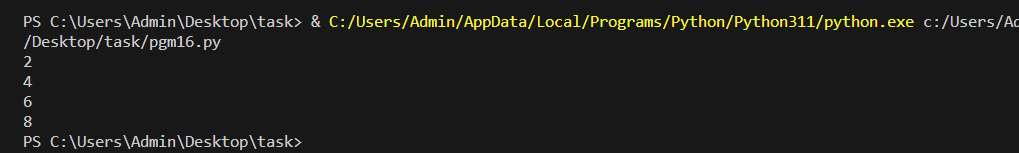 PS C:\Users\Admin\Desktop\task> & C:/Users/Admin/AppData/Local/Programs/Python/Python311/python.exe c:/Users/Ad
/Desktop/task/pgm16.py
2
4
6
8
PS C:\Users\Admin\Desktop\task>